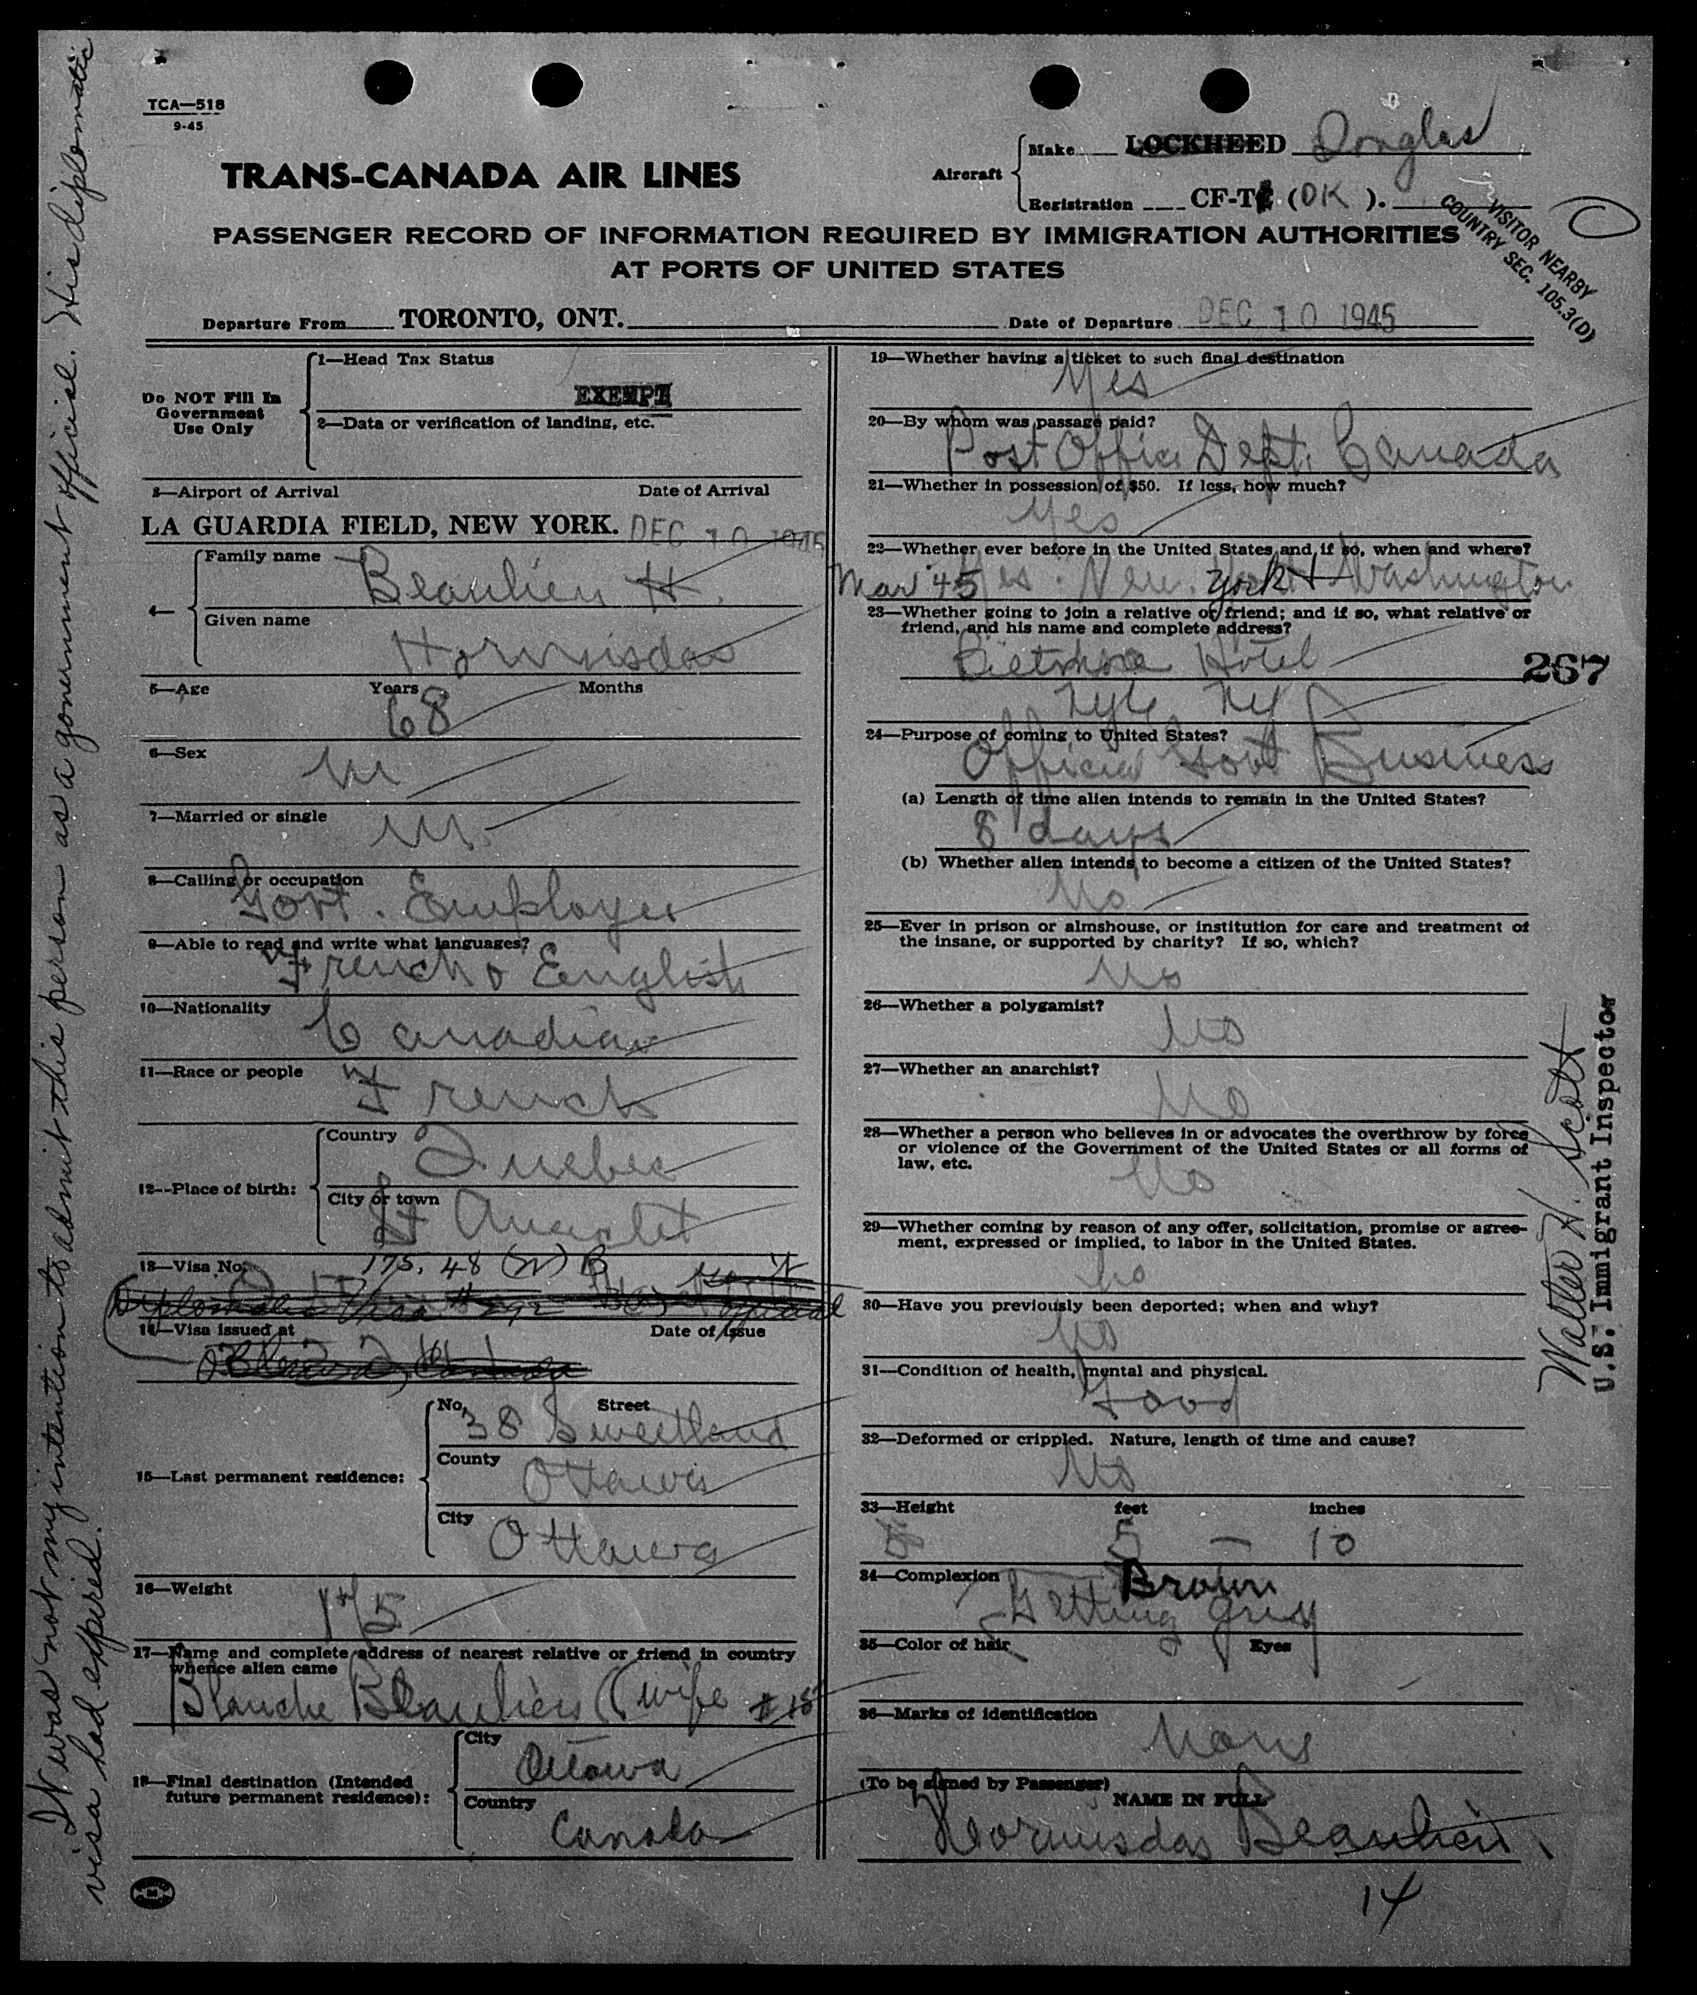 TCA—518
9-45
TRANS-CANADA AIR LINES
Aircraft
Make LOCKHEED Douglas
Registration CF-T (DK).
PASSENGER RECORD OF INFORMATION REQUIRED BY IMMIGRATION AUTHORITIES
AT PORTS OF UNITED STATES
VISITOR NEARBY
COUNTRY SEC. 105.3(D)
Departure From TORONTO, ONT. Date of Departure DEC 10 1945
Do NOT Fill In
Government
Use Only
1—Head Tax Status
EXEMPT
2—Data or verification of landing, etc.
3—Airport of Arrival Date of Arrival
LA GUARDIA FIELD, NEW YORK. DEC 10 1945
4—
Family name Beaulieu H.
Given name
Hormisdas
5—Age Years Months
68
6—Sex
M
7—Married or single
M.
8—Calling or occupation
Govt. Employee
9—Able to read and write what languages?
French & English
10—Nationality
Canadian
11—Race or people
French
12—Place of birth:
Country
Quebec
City or town
St Anaclet
13—Visa No. 175. 48 (W) B
Diplomatic Visa official
14—Visa issued at Date of issue
Ottawa, Canada
15—Last permanent residence:
No. Street
38 Sweetland
County
Ottawa
City
Ottawa
16—Weight
175
17—Name and complete address of nearest relative or friend in country
whence alien came
Blanche Beaulieu (wife # 15
18—Final destination (Intended
future permanent residence):
City
Ottawa
Country
Canada
19—Whether having a ticket to such final destination
Yes
20—By whom was passage paid?
Post Office Dept. Canada
21—Whether in possession of $50. If less, how much?
Yes
22—Whether ever before in the United States and if so, when and where?
Mar '45 Yes. New York & Washington
23—Whether going to join a relative or friend; and if so, what relative or
friend, and his name and complete address?
Hotel
NY
267
24—Purpose of coming to United States?
Official Govt Business
(a) Length of time alien intends to remain in the United States?
8 days
(b) Whether alien intends to become a citizen of the United States?
No
25—Ever in prison or almshouse, or institution for care and treatment of
the insane, or supported by charity? If so, which?
No
26—Whether a polygamist?
No
27—Whether an anarchist?
No
28—Whether a person who believes in or advocates the overthrow by force
or violence of the Government of the United States or all forms of
law, etc.
No
29—Whether coming by reason of any offer, solicitation, promise or agree-
ment, expressed or implied, to labor in the United States.
No
30—Have you previously been deported; when and why?
No
31—Condition of health, mental and physical.
Good
32—Deformed or crippled. Nature, length of time and cause?
No
33—Height feet inches
5 5 — 10
34—Complexion Brown
Getting grey
35—Color of hair Eyes
36—Marks of identification
None
(To be signed by Passenger)
NAME IN FULL
Hormisdas Beaulieu
14
It was not my intention to admit this person as a government official. His diplomatic
visa had expired.
Walter H. Scott
U.S. Immigrant Inspector